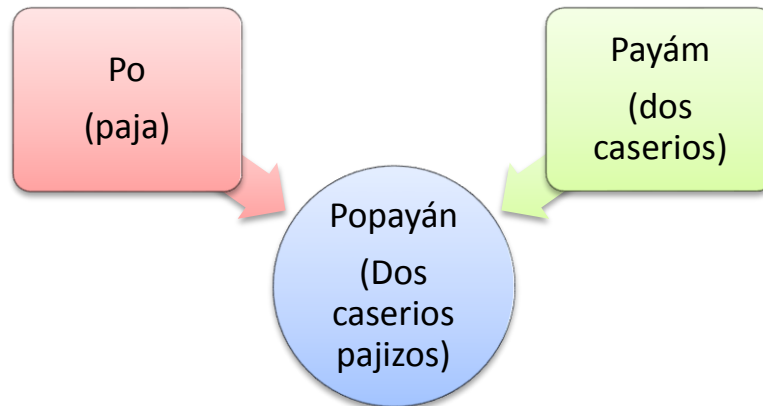 Po
(paja)
Payám
(dos
caserios)
Popayán
(Dos
caserios
pajizos)